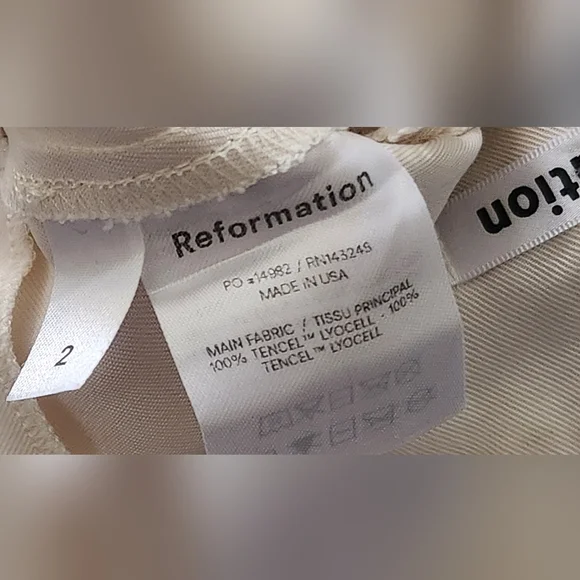 Reformation
PO #14982 / RN143249
MADE IN USA
MAIN FABRIC / TISSU PRINCIPAL
100% TENCEL™ LYOCELL - 100%
TENCEL™ LYOCELL
2
tion